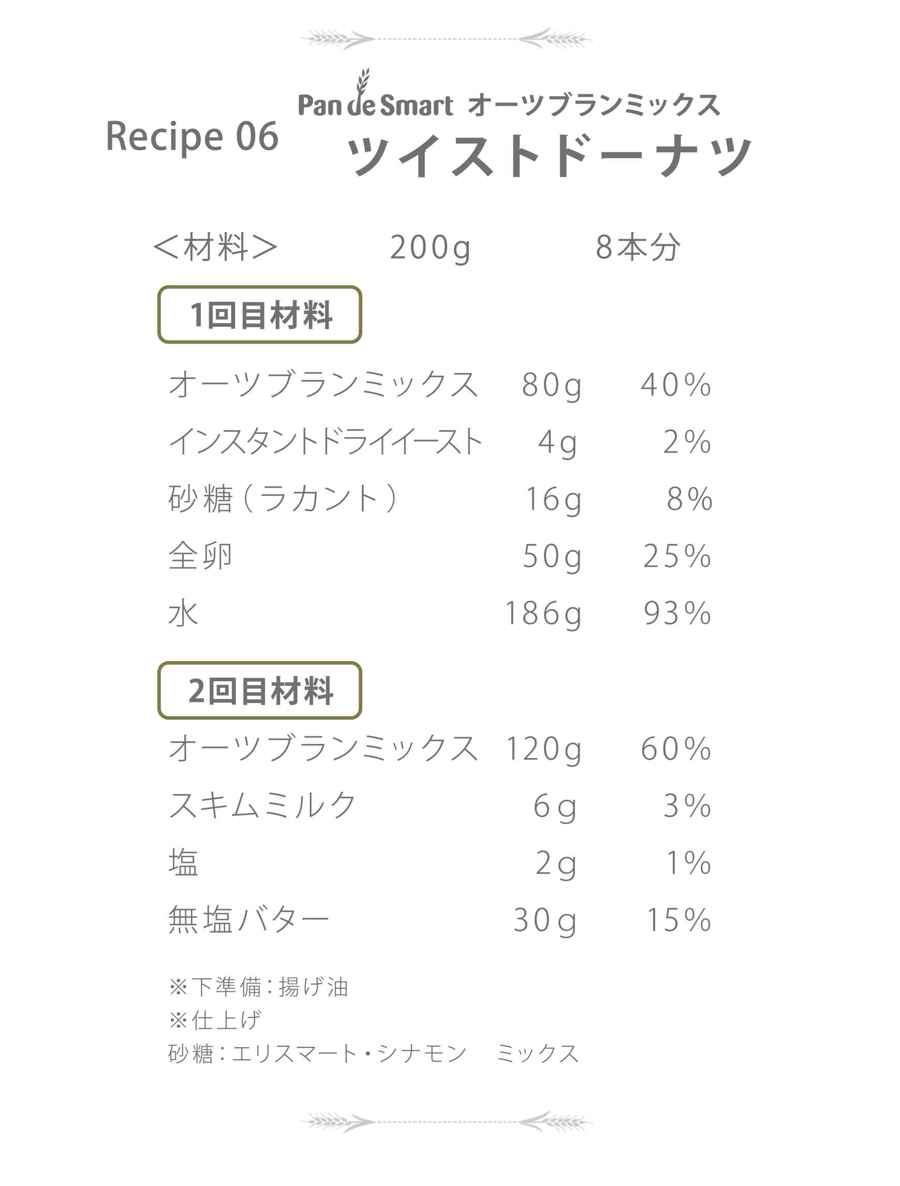 Pan de Smart オーツブランミックス
Recipe 06
ツイストドーナツ
＜材料＞ 200g 8本分
1回目材料
オーツブランミックス 80g 40%
インスタントドライイースト 4g 2%
砂糖（ラカント） 16g 8%
全卵 50g 25%
水 186g 93%
2回目材料
オーツブランミックス 120g 60%
スキムミルク 6g 3%
塩 2g 1%
無塩バター 30g 15%
※下準備：揚げ油
※仕上げ
砂糖：エリスマート・シナモン ミックス